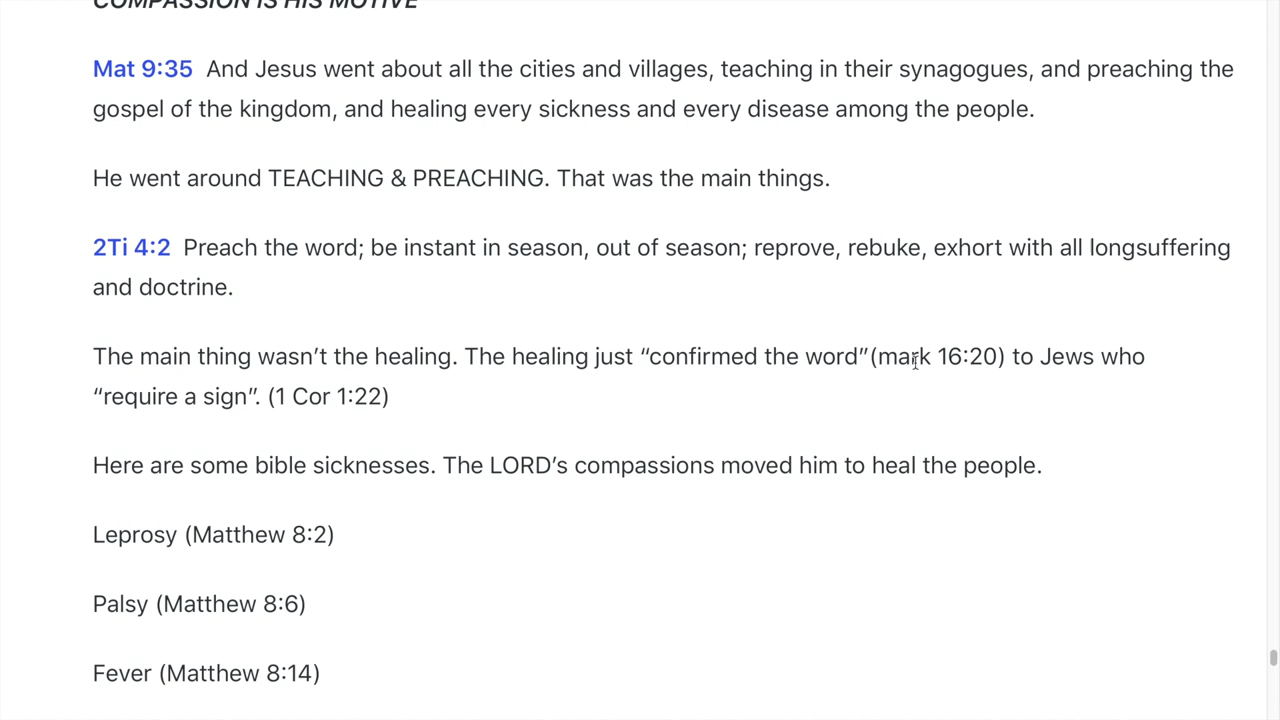 COMPASSION IS HIS MOTIVE
Mat 9:35 And Jesus went about all the cities and villages, teaching in their synagogues, and preaching the
gospel of the kingdom, and healing every sickness and every disease among the people.
He went around TEACHING & PREACHING. That was the main things.
2Ti 4:2 Preach the word; be instant in season, out of season; reprove, rebuke, exhort with all longsuffering
and doctrine.
The main thing wasn’t the healing. The healing just “confirmed the word”(mark 16:20) to Jews who
“require a sign”. (1 Cor 1:22)
Here are some bible sicknesses. The LORD’s compassions moved him to heal the people.
Leprosy (Matthew 8:2)
Palsy (Matthew 8:6)
Fever (Matthew 8:14)